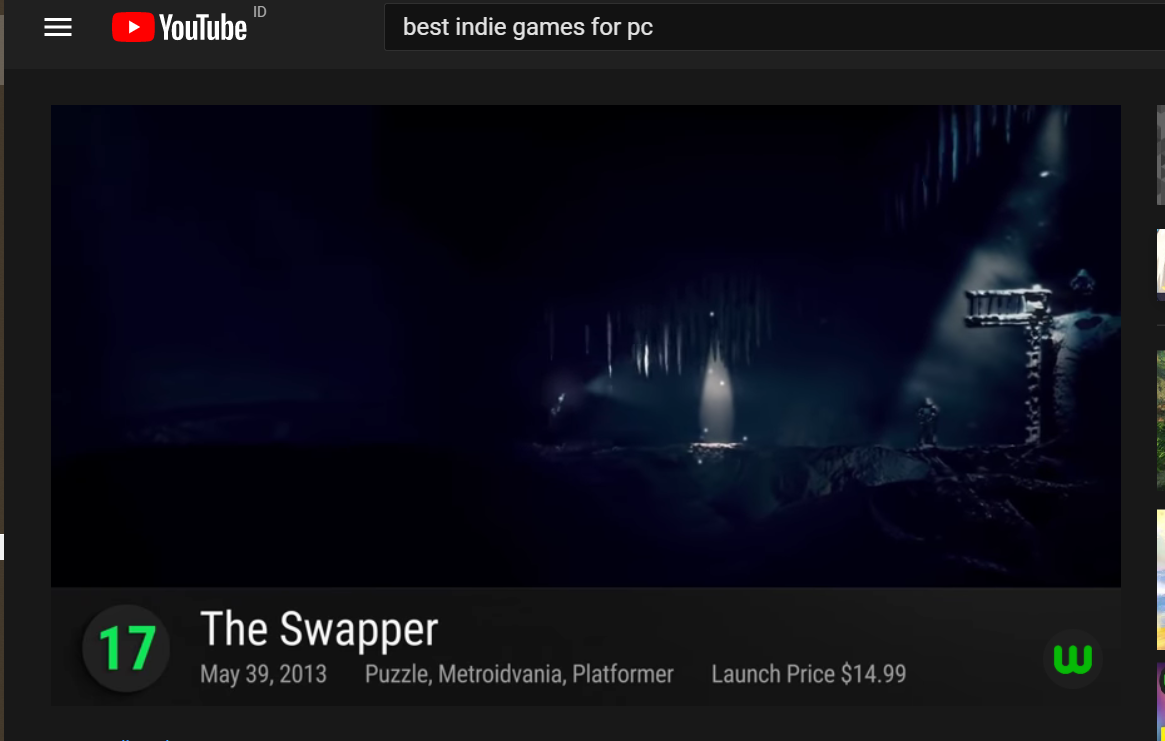 YouTube ID
best indie games for pc
17
The Swapper
May 39, 2013 Puzzle, Metroidvania, Platformer Launch Price $14.99
W